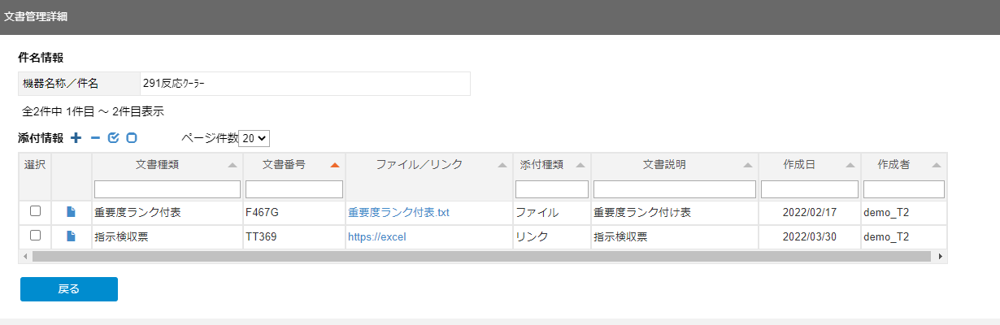 文書管理詳細
件名情報
機器名称／件名 291反応ｸｰﾗｰ
全2件中 1件目 ～ 2件目表示
添付情報 ページ件数 20
選択 文書種類 文書番号 ファイル／リンク 添付種類 文書説明 作成日 作成者
重要度ランク付表 F467G 重要度ランク付表.txt ファイル 重要度ランク付け表 2022/02/17 demo_T2
指示検収票 TT369 https://excel リンク 指示検収票 2022/03/30 demo_T2
戻る